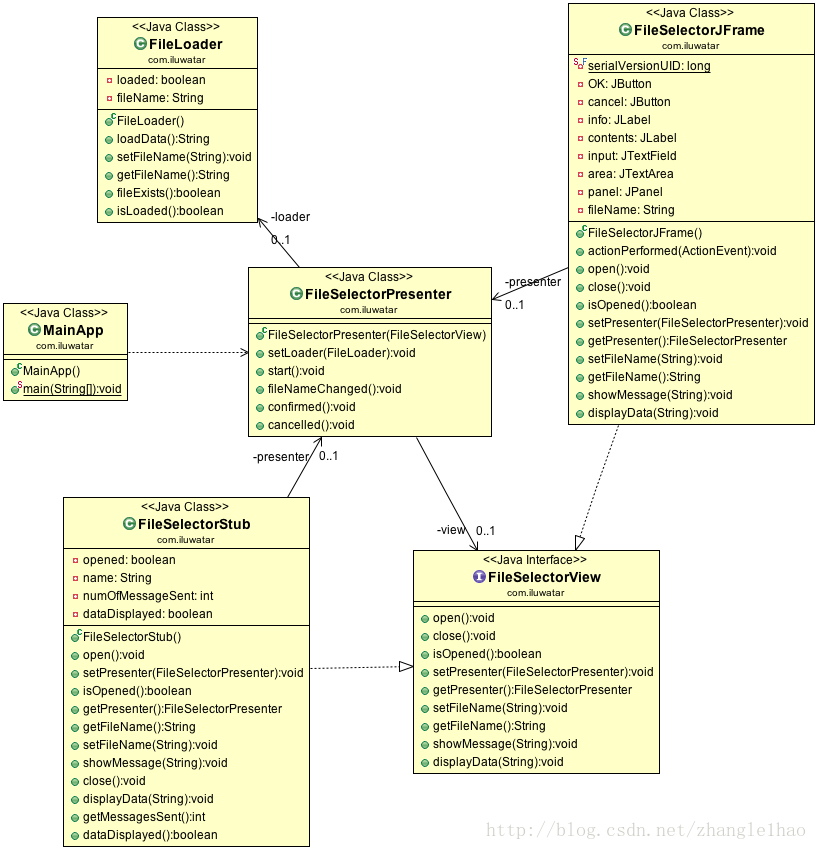 <<Java Class>>
FileLoader
com.iluwatar
loaded: boolean
fileName: String
FileLoader()
loadData():String
setFileName(String):void
getFileName():String
fileExists():boolean
isLoaded():boolean
<<Java Class>>
FileSelectorJFrame
com.iluwatar
serialVersionUID: long
OK: JButton
cancel: JButton
info: JLabel
contents: JLabel
input: JTextField
area: JTextArea
panel: JPanel
fileName: String
FileSelectorJFrame()
actionPerformed(ActionEvent):void
open():void
close():void
isOpened():boolean
setPresenter(FileSelectorPresenter):void
getPresenter():FileSelectorPresenter
setFileName(String):void
getFileName():String
showMessage(String):void
displayData(String):void
-loader
0..1
-presenter
0..1
<<Java Class>>
FileSelectorPresenter
com.iluwatar
FileSelectorPresenter(FileSelectorView)
setLoader(FileLoader):void
start():void
fileNameChanged():void
confirmed():void
cancelled():void
<<Java Class>>
MainApp
com.iluwatar
MainApp()
main(String[]):void
-presenter
0..1
-view
0..1
<<Java Class>>
FileSelectorStub
com.iluwatar
opened: boolean
name: String
numOfMessageSent: int
dataDisplayed: boolean
FileSelectorStub()
open():void
setPresenter(FileSelectorPresenter):void
isOpened():boolean
getPresenter():FileSelectorPresenter
getFileName():String
setFileName(String):void
showMessage(String):void
close():void
displayData(String):void
getMessagesSent():int
dataDisplayed():boolean
<<Java Interface>>
FileSelectorView
com.iluwatar
open():void
close():void
isOpened():boolean
setPresenter(FileSelectorPresenter):void
getPresenter():FileSelectorPresenter
setFileName(String):void
getFileName():String
showMessage(String):void
displayData(String):void
http://blog.csdn.net/zhanglelhao